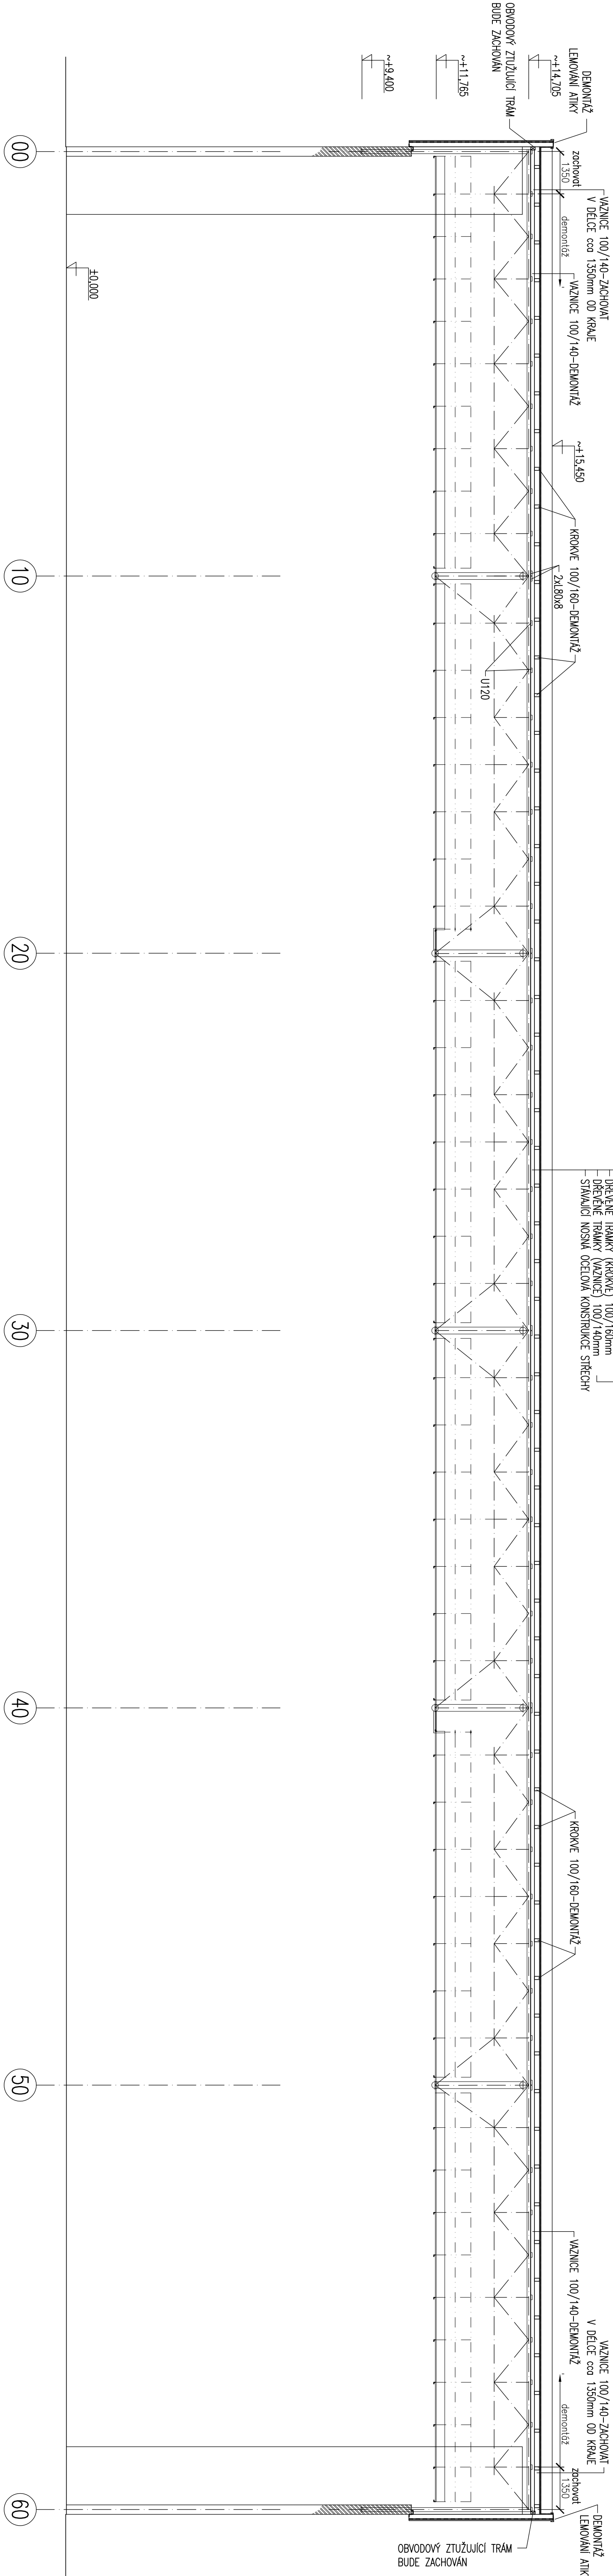 DEMONTÁŽ
LEMOVÁNÍ ATIKY
~+14,705
OBVODOVÝ ZTUŽUJÍCÍ TRÁM
BUDE ZACHOVÁN
~+11,765
~+9,400
±0,000
zachovat
1350
demontáž
VAZNICE 100/140-ZACHOVAT
V DÉLCE cca 1350mm OD KRAJE
VAZNICE 100/140-DEMONTÁŽ
~+15,450
KROKVE 100/160-DEMONTÁŽ
2xL80x8
U120
DŘEVĚNÉ TRÁMKY (KROKVE) 100/160mm
DŘEVĚNÉ TRÁMKY (VAZNICE) 100/140mm
STÁVAJÍCÍ NOSNÁ OCELOVÁ KONSTRUKCE STŘECHY
KROKVE 100/160-DEMONTÁŽ
VAZNICE 100/140-DEMONTÁŽ
VAZNICE 100/140-ZACHOVAT
V DÉLCE cca 1350mm OD KRAJE
demontáž
zachovat
1350
DEMONTÁŽ
LEMOVÁNÍ ATIK
OBVODOVÝ ZTUŽUJÍCÍ TRÁM
BUDE ZACHOVÁN
00
10
20
30
40
50
60